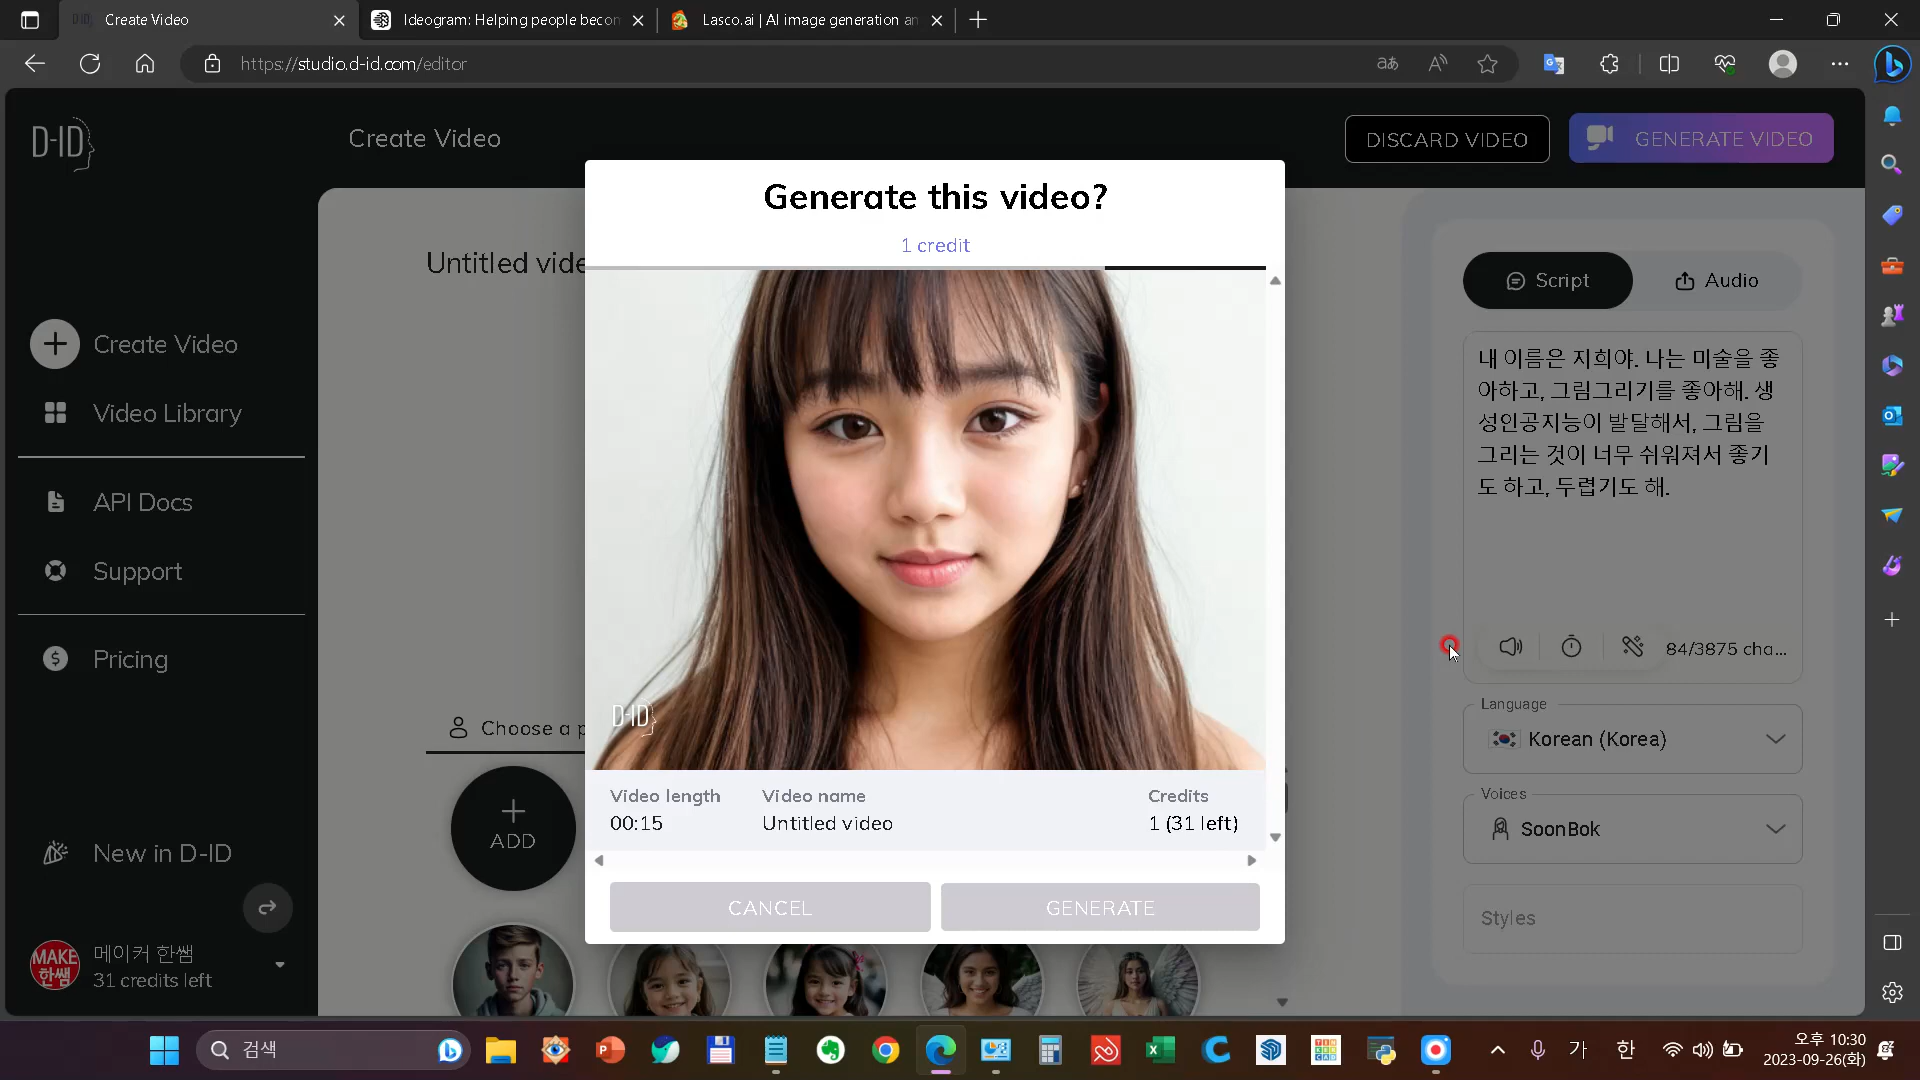 Create Video
Ideogram: Helping people becon
Lasco.ai | AI image generation an
https://studio.d-id.com/editor
D-ID
Create Video
DISCARD VIDEO
GENERATE VIDEO
Generate this video?
1 credit
Untitled vide
Script
Audio
Create Video
Video Library
API Docs
Support
Pricing
New in D-ID
MAKE
한쌤
메이커 한쌤
31 credits left
내 이름은 지희야. 나는 미술을 좋
아하고, 그림그리기를 좋아해. 생
성인공지능이 발달해서, 그림을
그리는 것이 너무 쉬워져서 좋기
도 하고, 두렵기도 해.
84/3875 cha...
D-ID
Choose a p
ADD
Video length
Video name
Credits
00:15
Untitled video
1 (31 left)
CANCEL
GENERATE
Language
Korean (Korea)
Voices
SoonBok
Styles
검색
가
한
오후 10:30
2023-09-26(화)